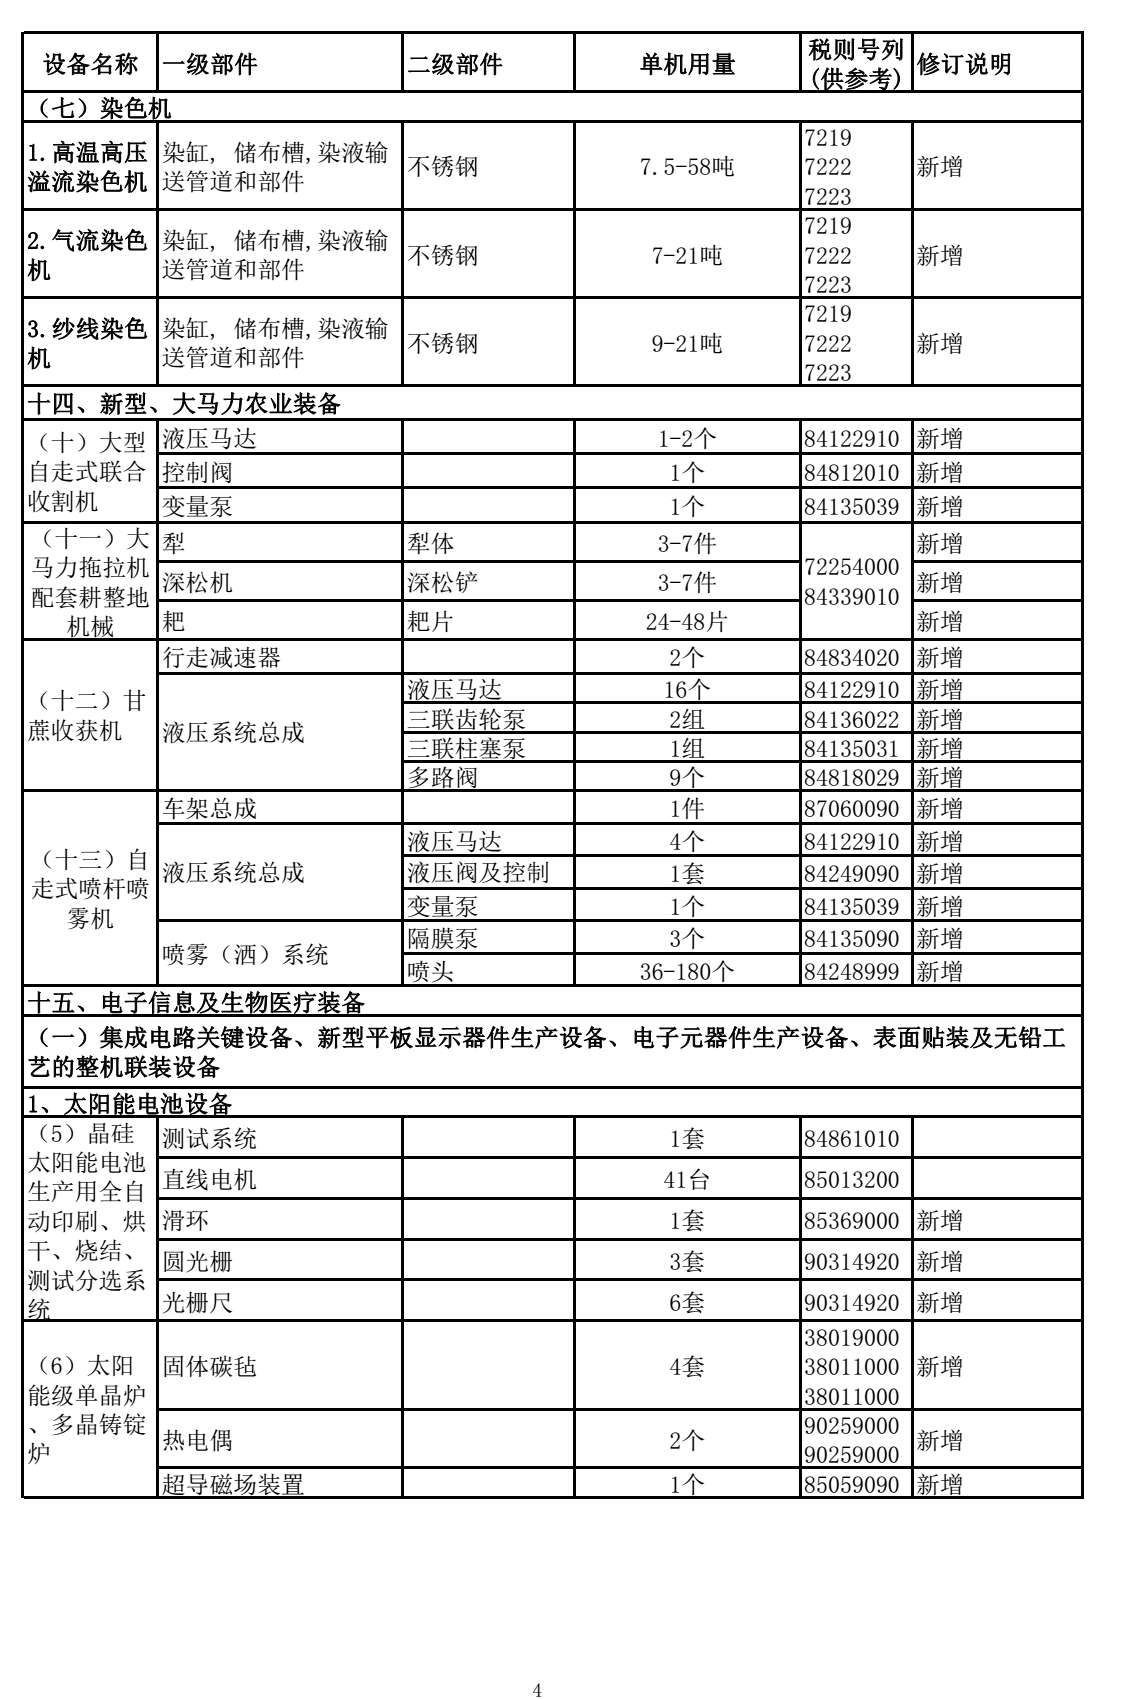 设备名称 一级部件 二级部件 单机用量 税则号列(供参考) 修订说明
（七）染色机
1.高温高压溢流染色机 染缸, 储布槽,染液输送管道和部件 不锈钢 7.5-58吨 7219 7222 7223 新增
2.气流染色机 染缸, 储布槽,染液输送管道和部件 不锈钢 7-21吨 7219 7222 7223 新增
3.纱线染色机 染缸, 储布槽,染液输送管道和部件 不锈钢 9-21吨 7219 7222 7223 新增
十四、新型、大马力农业装备
（十）大型自走式联合收割机 液压马达 1-2个 84122910 新增
控制阀 1个 84812010 新增
变量泵 1个 84135039 新增
（十一）大马力拖拉机配套耕整地机械 犁 犁体 3-7件 72254000 84339010 新增
深松机 深松铲 3-7件 新增
耙 耙片 24-48片 新增
（十二）甘蔗收获机 行走减速器 2个 84834020 新增
液压系统总成 液压马达 16个 84122910 新增
三联齿轮泵 2组 84136022 新增
三联柱塞泵 1组 84135031 新增
多路阀 9个 84818029 新增
（十三）自走式喷杆喷雾机 车架总成 1件 87060090 新增
液压系统总成 液压马达 4个 84122910 新增
液压阀及控制 1套 84249090 新增
变量泵 1个 84135039 新增
喷雾（洒）系统 隔膜泵 3个 84135090 新增
喷头 36-180个 84248999 新增
十五、电子信息及生物医疗装备
（一）集成电路关键设备、新型平板显示器件生产设备、电子元器件生产设备、表面贴装及无铅工
艺的整机联装设备
1、太阳能电池设备
（5）晶硅太阳能电池生产用全自动印刷、烘干、烧结、测试分选系统 测试系统 1套 84861010
直线电机 41台 85013200
滑环 1套 85369000 新增
圆光栅 3套 90314920 新增
光栅尺 6套 90314920 新增
（6）太阳能级单晶炉、多晶铸锭炉 固体碳毡 4套 38019000 38011000 38011000 新增
热电偶 2个 90259000 90259000 新增
超导磁场装置 1个 85059090 新增
4